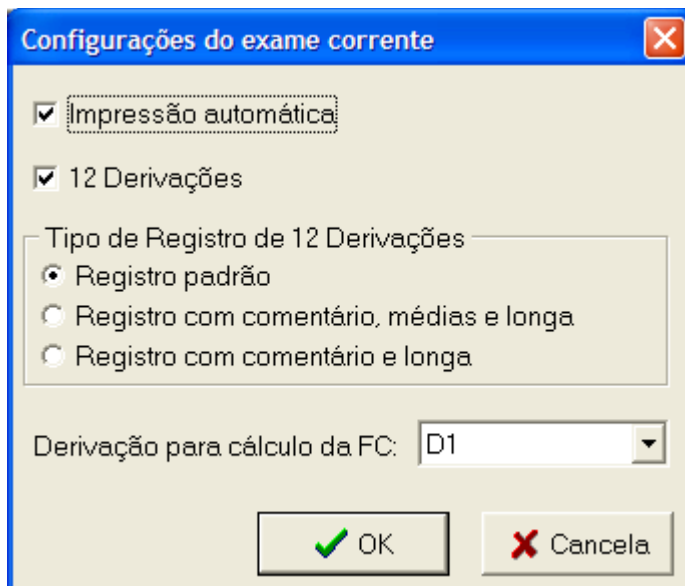 Configurações do exame corrente
Impressão automática
12 Derivações
Tipo de Registro de 12 Derivações
Registro padrão
Registro com comentário, médias e longa
Registro com comentário e longa
Derivação para cálculo da FC: D1
OK Cancela